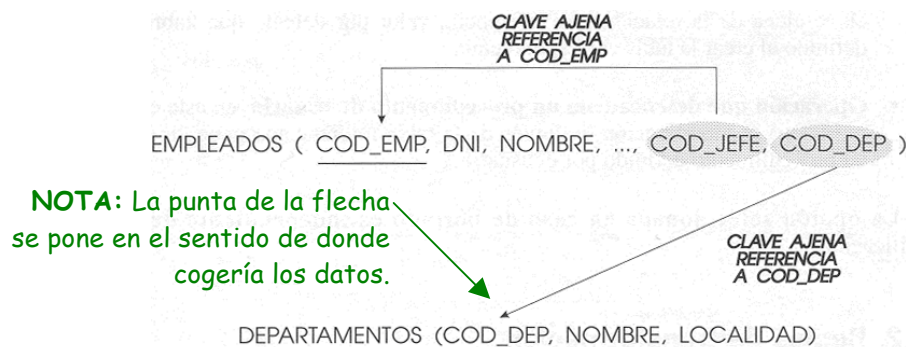 CLAVE AJENA
REFERENCIA
A COD_EMP
EMPLEADOS ( COD_EMP, DNI, NOMBRE, ..., COD_JEFE, COD_DEP )
NOTA: La punta de la flecha
se pone en el sentido de donde
cogería los datos.
CLAVE AJENA
REFERENCIA
A COD_DEP
DEPARTAMENTOS (COD_DEP, NOMBRE, LOCALIDAD)